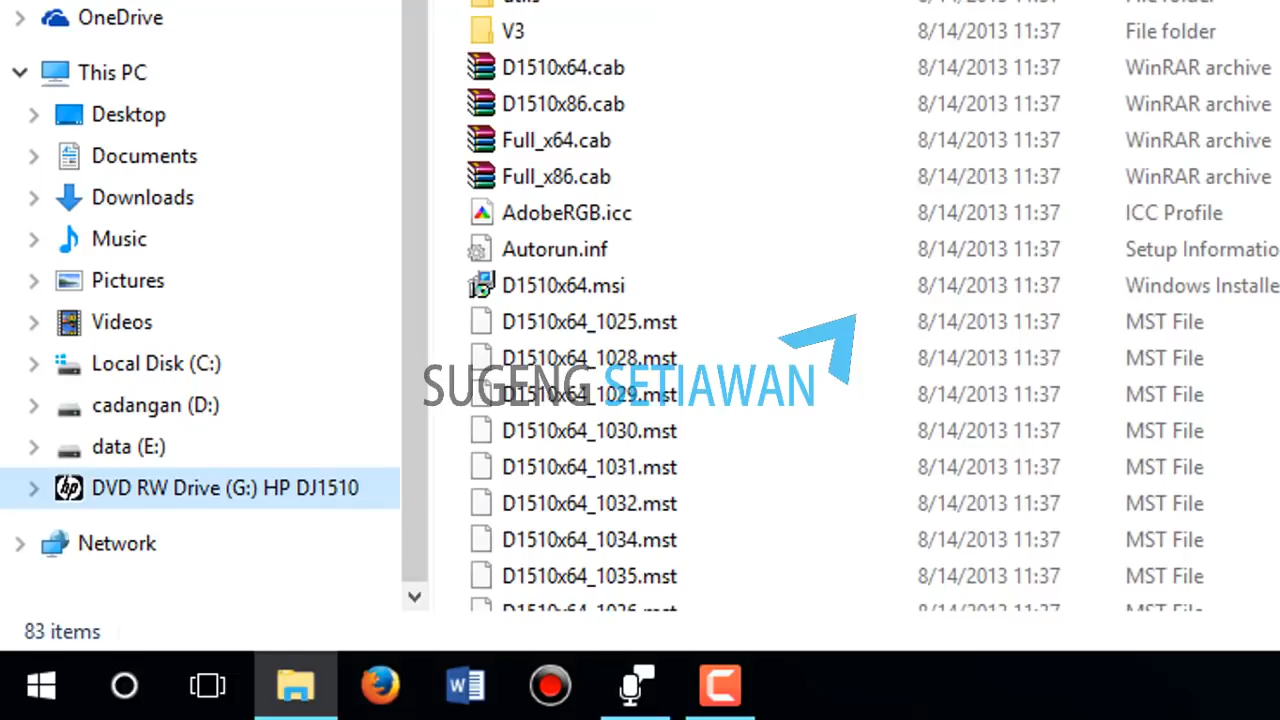 OneDrive
This PC
Desktop
Documents
Downloads
Music
Pictures
Videos
Local Disk (C:)
cadangan (D:)
data (E:)
DVD RW Drive (G:) HP DJ1510
Network
utils
V3 8/14/2013 11:37 File folder
D1510x64.cab 8/14/2013 11:37 WinRAR archive
D1510x86.cab 8/14/2013 11:37 WinRAR archive
Full_x64.cab 8/14/2013 11:37 WinRAR archive
Full_x86.cab 8/14/2013 11:37 WinRAR archive
AdobeRGB.icc 8/14/2013 11:37 ICC Profile
Autorun.inf 8/14/2013 11:37 Setup Informatio
D1510x64.msi 8/14/2013 11:37 Windows Installe
D1510x64_1025.mst 8/14/2013 11:37 MST File
D1510x64_1028.mst 8/14/2013 11:37 MST File
D1510x64_1029.mst 8/14/2013 11:37 MST File
SUGENG SETIAWAN
D1510x64_1030.mst 8/14/2013 11:37 MST File
D1510x64_1031.mst 8/14/2013 11:37 MST File
D1510x64_1032.mst 8/14/2013 11:37 MST File
D1510x64_1034.mst 8/14/2013 11:37 MST File
D1510x64_1035.mst 8/14/2013 11:37 MST File
D1510x64_1036.mst 8/14/2013 11:37 MST File
83 items